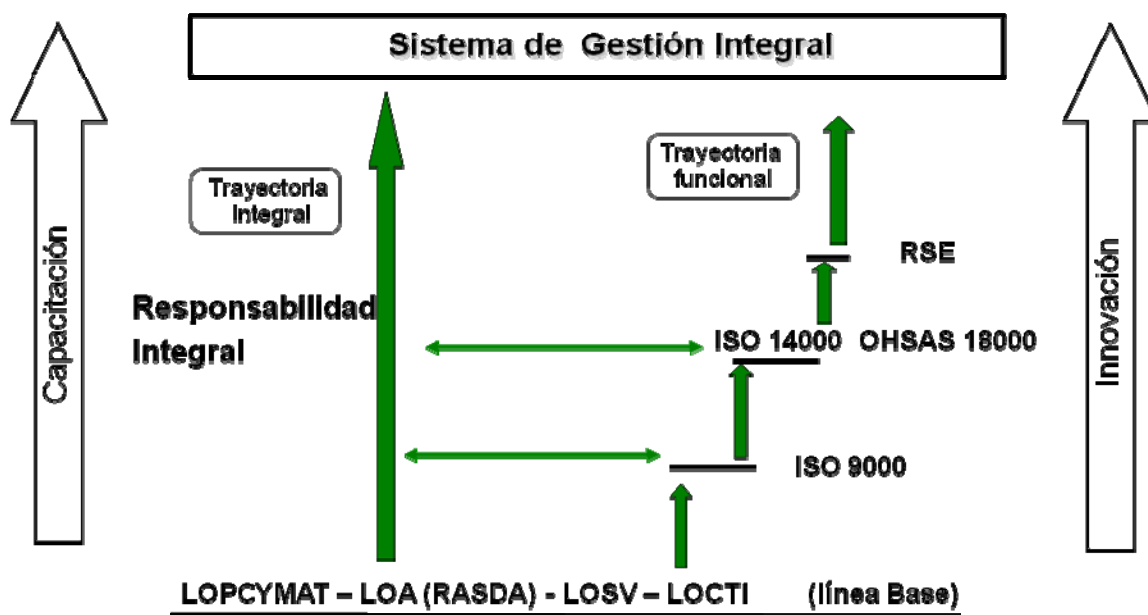 Sistema de Gestión Integral
Trayectoria
Integral
Trayectoria
funcional
Capacitación
Innovación
RSE
Responsabilidad
Integral
ISO 14000 OHSAS 18000
ISO 9000
LOPCYMAT – LOA (RASDA) - LOSV – LOCTI (línea Base)